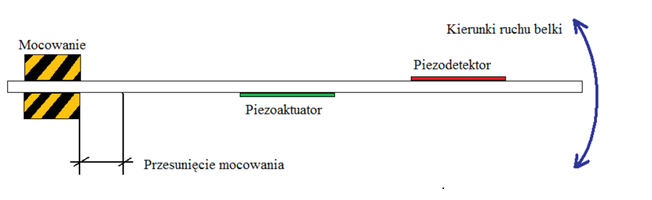 Kierunki ruchu belki
Mocowanie
Piezodetektor
Piezoaktuator
Przesunięcie mocowania